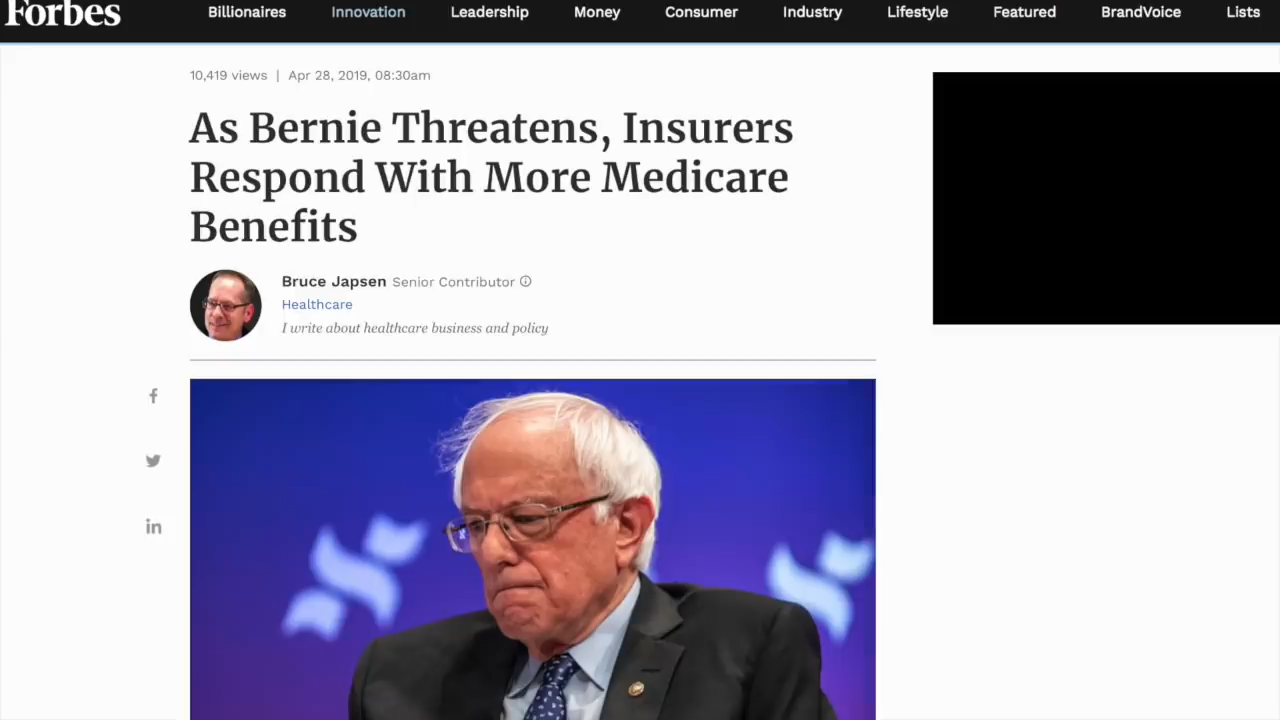 Forbes
Billionaires Innovation Leadership Money Consumer Industry Lifestyle Featured BrandVoice Lists
10,419 views | Apr 28, 2019, 08:30am
As Bernie Threatens, Insurers
Respond With More Medicare
Benefits
Bruce Japsen Senior Contributor
Healthcare
I write about healthcare business and policy